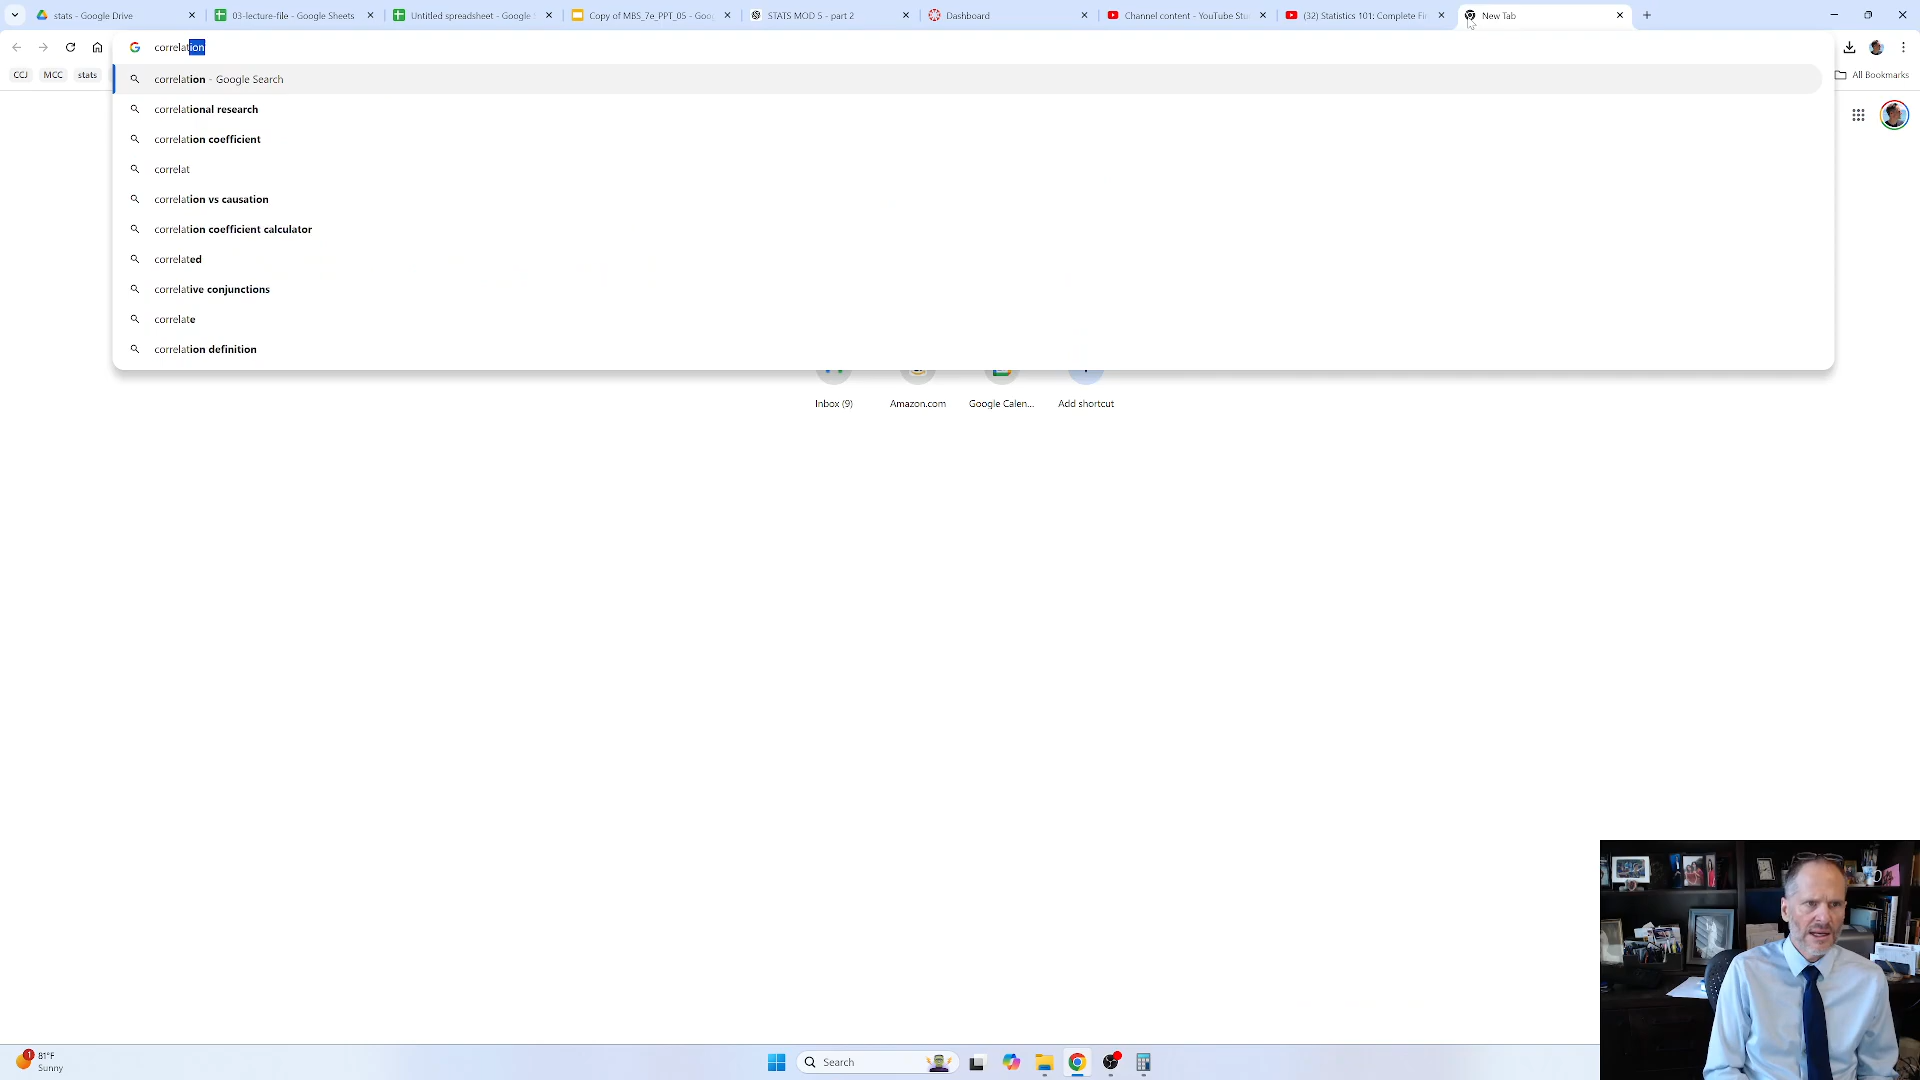 stats - Google Drive
03-lecture-file - Google Sheets
Untitled spreadsheet - Google
Copy of MBS_7e_PPT_05 - Goo
STATS MOD 5 - part 2
Dashboard
Channel content - YouTube Stu
(32) Statistics 101: Complete Fi
New Tab
correlation
CCJ
MCC
stats
All Bookmarks
correlation - Google Search
correlational research
correlation coefficient
correlat
correlation vs causation
correlation coefficient calculator
correlated
correlative conjunctions
correlate
correlation definition
Inbox (9)
Amazon.com
Google Calen...
Add shortcut
1
81°F
Sunny
Search